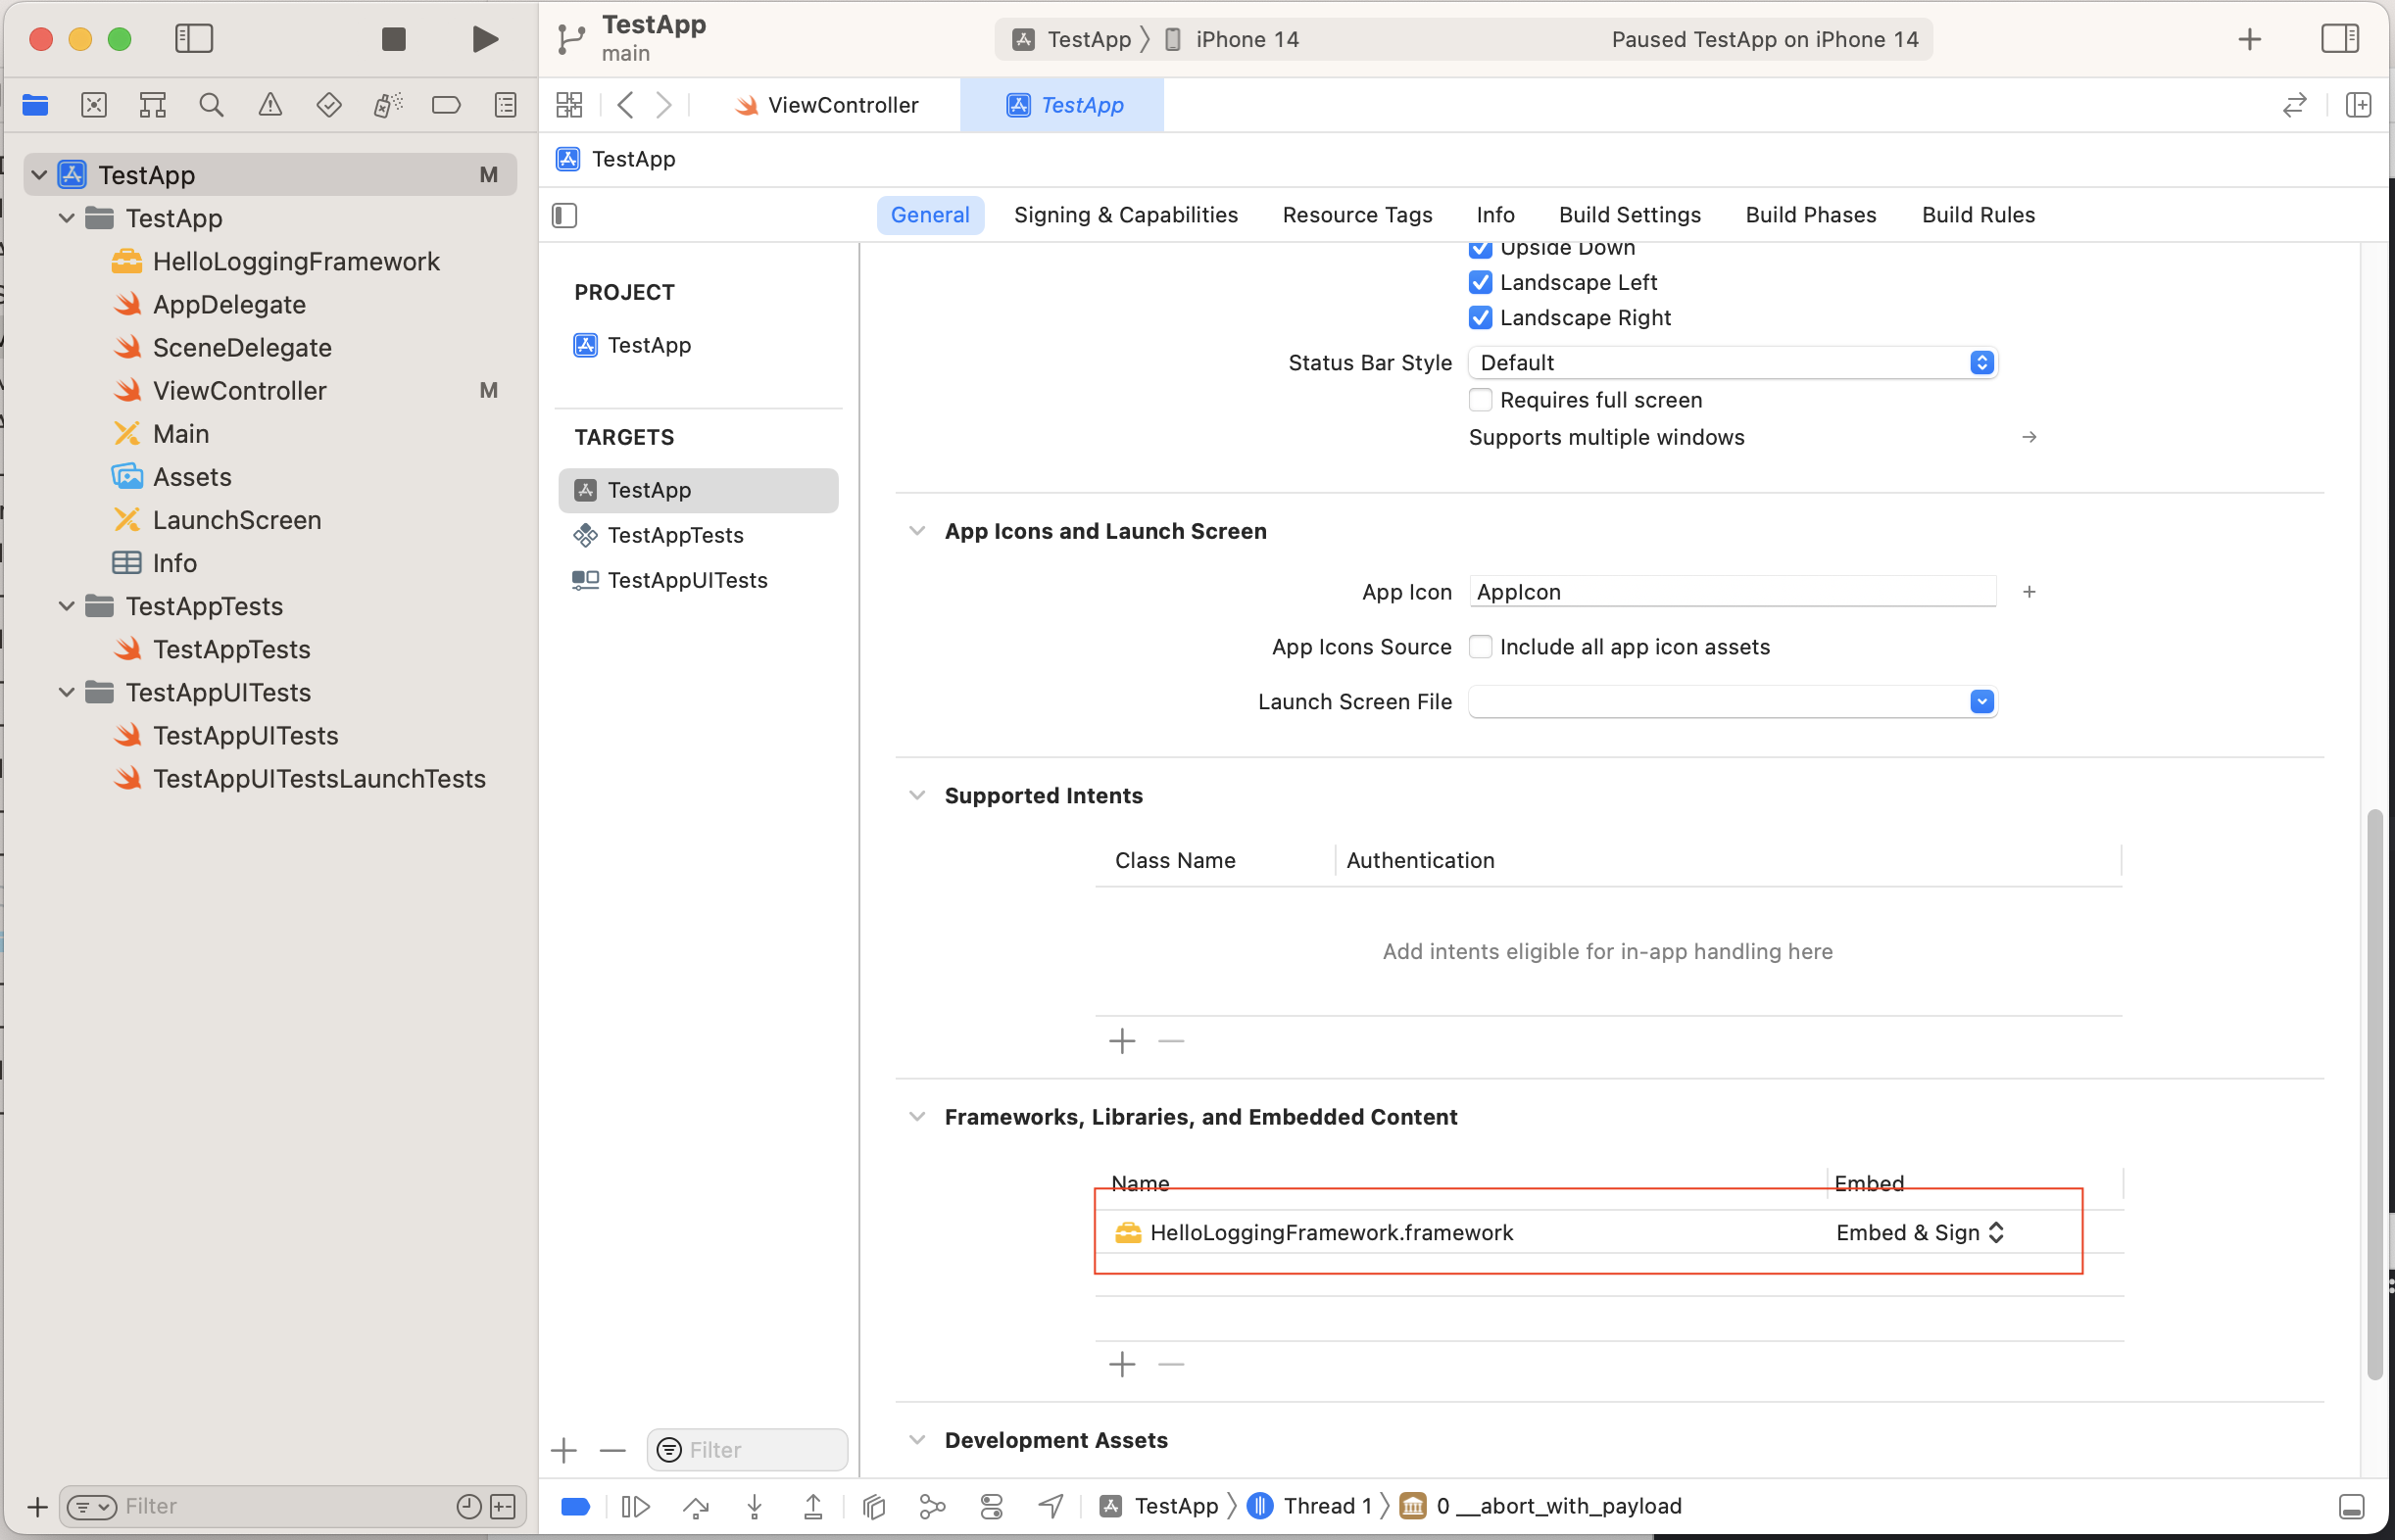 TestApp
main
TestApp
iPhone 14
Paused TestApp on iPhone 14
ViewController
TestApp
TestApp
TestApp M
TestApp
HelloLoggingFramework
AppDelegate
SceneDelegate
ViewController M
Main
Assets
LaunchScreen
Info
TestAppTests
TestAppTests
TestAppUITests
TestAppUITests
TestAppUITestsLaunchTests
Filter
General Signing & Capabilities Resource Tags Info Build Settings Build Phases Build Rules
PROJECT
TestApp
TARGETS
TestApp
TestAppTests
TestAppUITests
Filter
Upside Down
Landscape Left
Landscape Right
Status Bar Style Default
Requires full screen
Supports multiple windows
App Icons and Launch Screen
App Icon AppIcon
App Icons Source Include all app icon assets
Launch Screen File
Supported Intents
Class Name Authentication
Add intents eligible for in-app handling here
Frameworks, Libraries, and Embedded Content
Name Embed
HelloLoggingFramework.framework Embed & Sign
Development Assets
TestApp Thread 1 0 __abort_with_payload